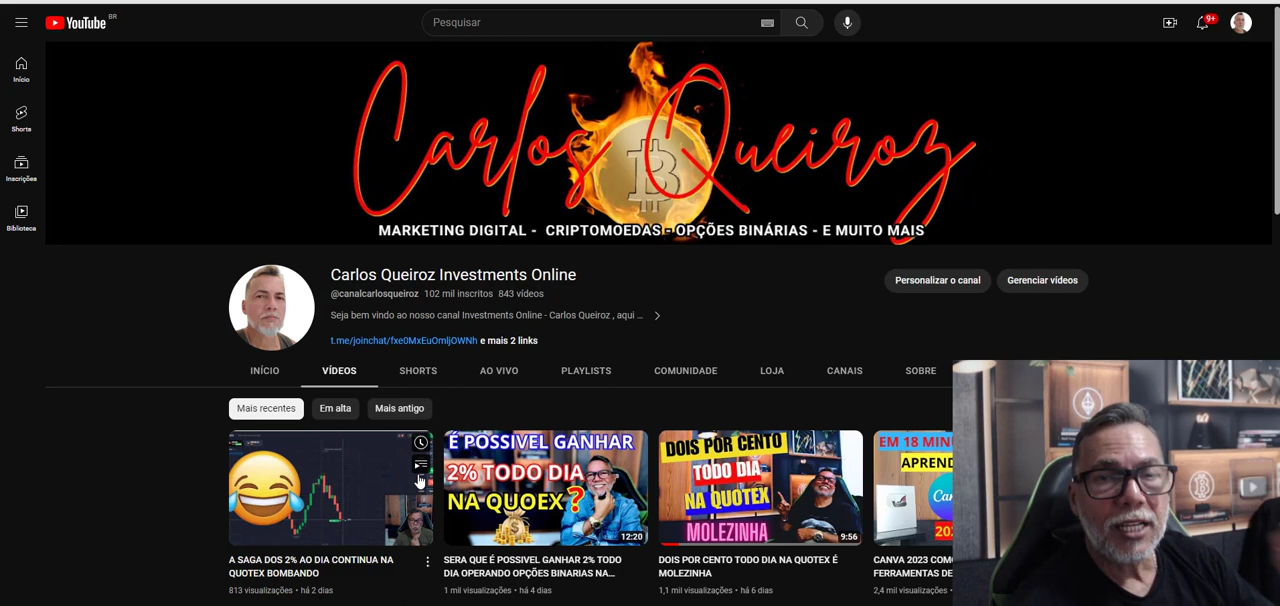 YouTube BR
Pesquisar
9+
Início
Shorts
Inscrições
Biblioteca
Carlos Queiroz
MARKETING DIGITAL - CRIPTOMOEDAS - OPÇÕES BINÁRIAS - E MUITO MAIS
Carlos Queiroz Investments Online
@canalcarlosqueiroz 102 mil inscritos 843 vídeos
Seja bem vindo ao nosso canal Investments Online - Carlos Queiroz , aqui ...
t.me/joinchat/fxe0MxEuOmljOWNh e mais 2 links
Personalizar o canal
Gerenciar vídeos
INÍCIO VÍDEOS SHORTS AO VIVO PLAYLISTS COMUNIDADE LOJA CANAIS SOBRE
Mais recentes Em alta Mais antigo
É POSSIVEL GANHAR
2% TODO DIA
NA QUOEX ?
12:20
DOIS POR CENTO
TODO DIA
NA QUOTEX
MOLEZINHA
9:56
EM 18 MINU
APREND
Can
202
A SAGA DOS 2% AO DIA CONTINUA NA
QUOTEX BOMBANDO
813 visualizações • há 2 dias
SERA QUE É POSSIVEL GANHAR 2% TODO
DIA OPERANDO OPÇÕES BINARIAS NA...
1 mil visualizações • há 4 dias
DOIS POR CENTO TODO DIA NA QUOTEX É
MOLEZINHA
1,1 mil visualizações • há 6 dias
CANVA 2023 COM
FERRAMENTAS DE
2,4 mil visualizações •